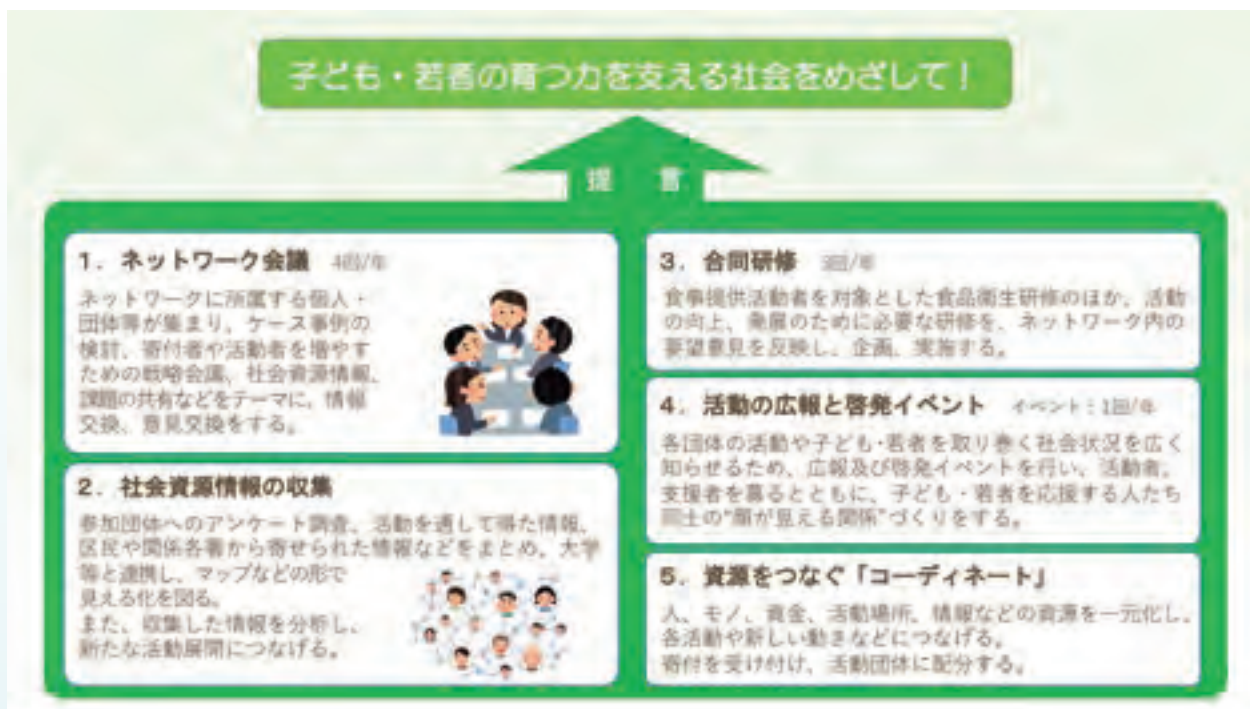 子ども・若者の育つ力を支える社会をめざして！
提 言
1．ネットワーク会議 4回/年
ネットワークに所属する個人・
団体等が集まり、ケース事例の
検討、寄付者や活動者を増やす
ための戦略会議、社会資源情報、
課題の共有などをテーマに、情報
交換、意見交換をする。
2．社会資源情報の収集
参加団体へのアンケート調査、活動を通して得た情報、
区民や関係各署から寄せられた情報などをまとめ、大学
等と連携し、マップなどの形で
見える化を図る。
また、収集した情報を分析し、
新たな活動展開につなげる。
3．合同研修 3回/年
食事提供活動者を対象とした食品衛生研修のほか、活動
の向上、発展のために必要な研修を、ネットワーク内の
要望意見を反映し、企画、実施する。
4．活動の広報と啓発イベント イベント：1回/年
各団体の活動や子ども･若者を取り巻く社会状況を広く
知らせるため、広報及び啓発イベントを行い、活動者、
支援者を募るとともに、子ども・若者を応援する人たち
同士の"顔が見える関係"づくりをする。
5．資源をつなぐ「コーディネート」
人、モノ、資金、活動場所、情報などの資源を一元化し、
各活動や新しい動きなどにつなげる。
寄付を受け付け、活動団体に配分する。